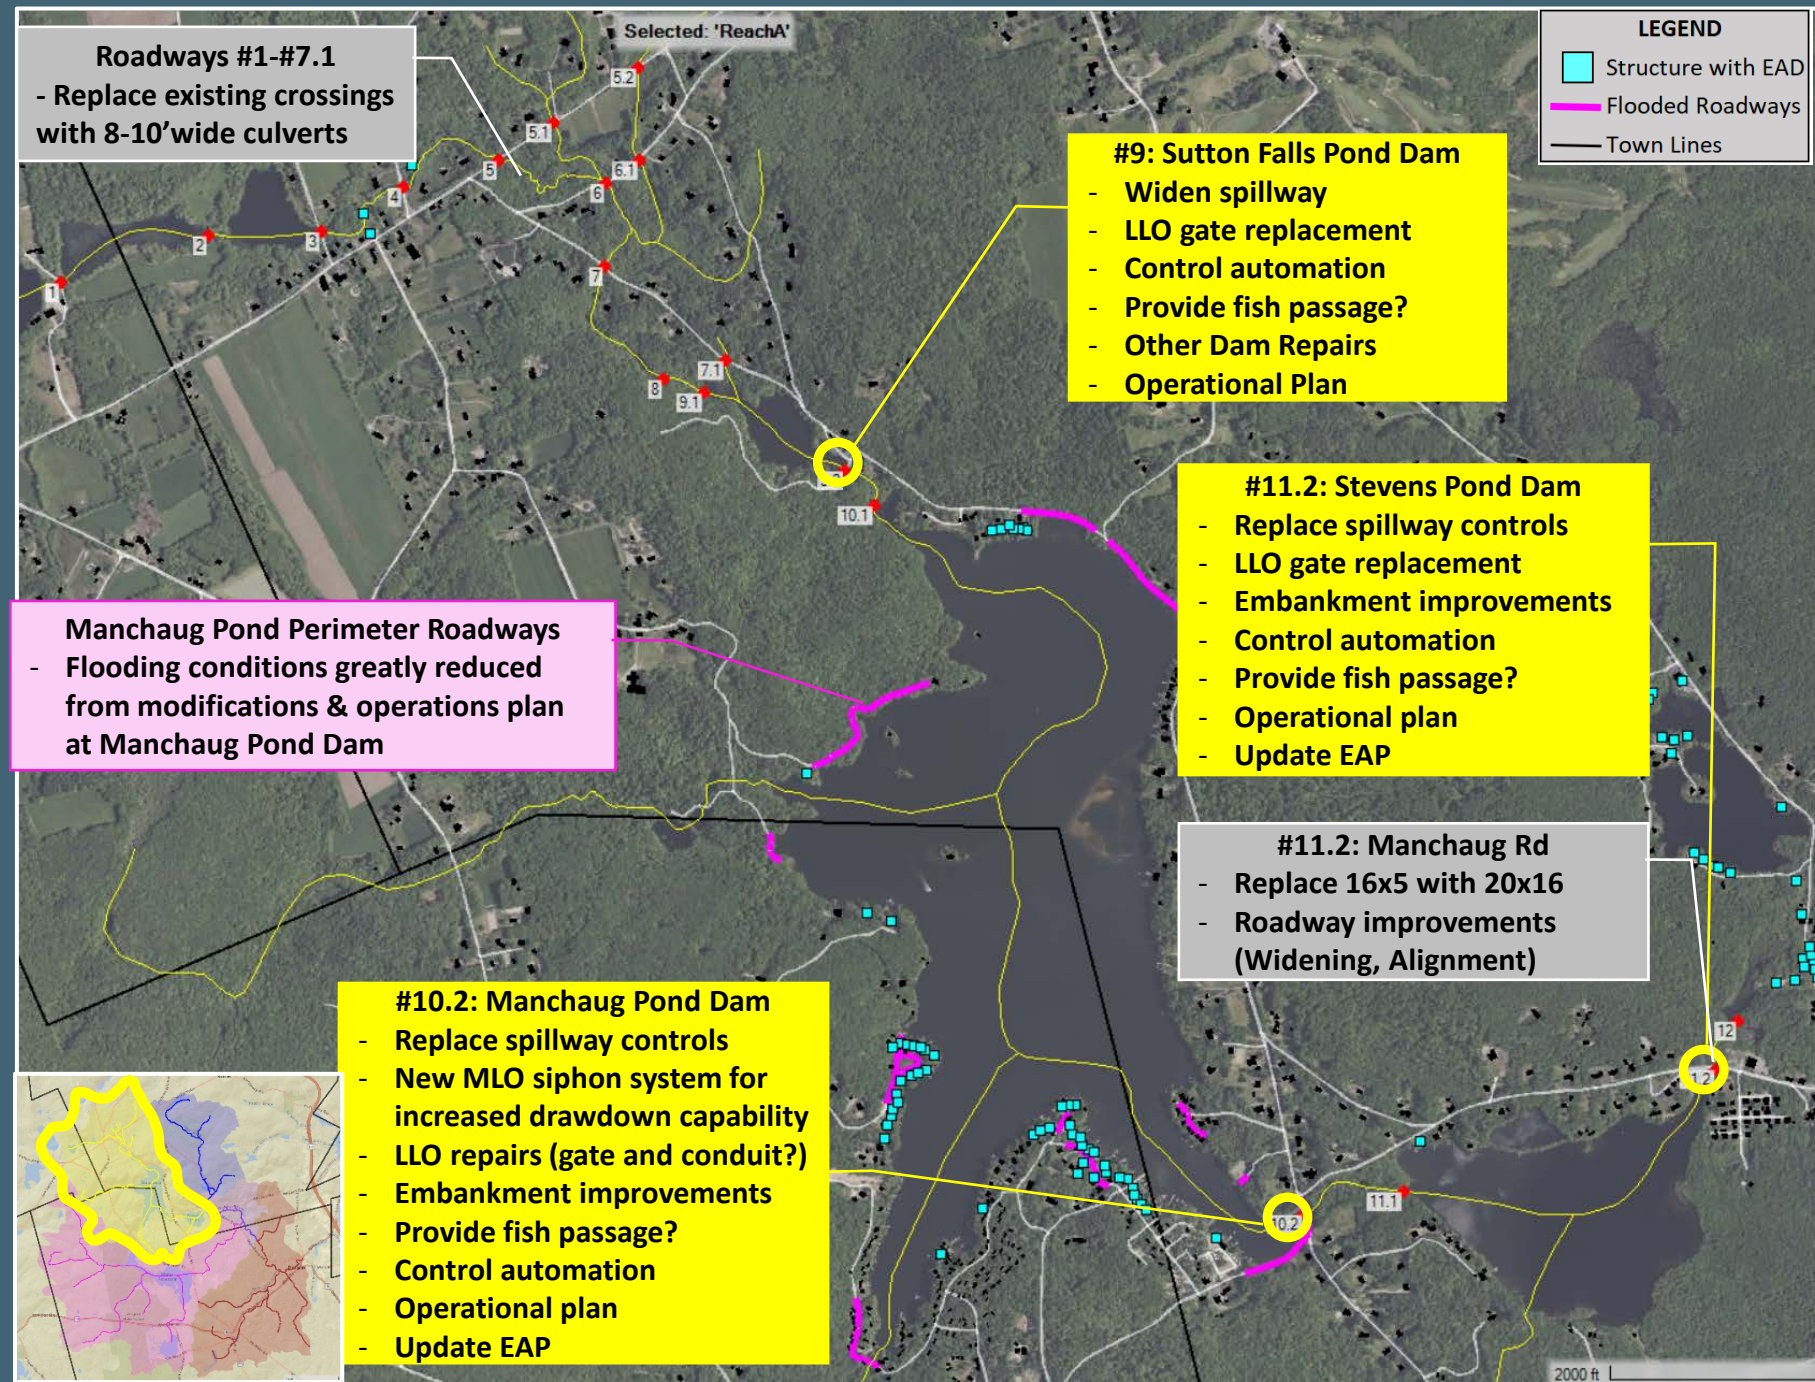 Selected: 'ReachA'
LEGEND
Structure with EAD
Flooded Roadways
Town Lines
Roadways #1-#7.1
- Replace existing crossings
with 8-10'wide culverts
#9: Sutton Falls Pond Dam
- Widen spillway
- LLO gate replacement
- Control automation
- Provide fish passage?
- Other Dam Repairs
- Operational Plan
#11.2: Stevens Pond Dam
- Replace spillway controls
- LLO gate replacement
- Embankment improvements
- Control automation
- Provide fish passage?
- Operational plan
- Update EAP
Manchaug Pond Perimeter Roadways
- Flooding conditions greatly reduced
from modifications & operations plan
at Manchaug Pond Dam
#11.2: Manchaug Rd
- Replace 16x5 with 20x16
- Roadway improvements
(Widening, Alignment)
#10.2: Manchaug Pond Dam
- Replace spillway controls
- New MLO siphon system for
increased drawdown capability
- LLO repairs (gate and conduit?)
- Embankment improvements
- Provide fish passage?
- Control automation
- Operational plan
- Update EAP
1
2
3
4
5
5.1
5.2
6
6.1
7
7.1
8
9.1
10.1
10.2
11.1
1.2
12
2000 ft